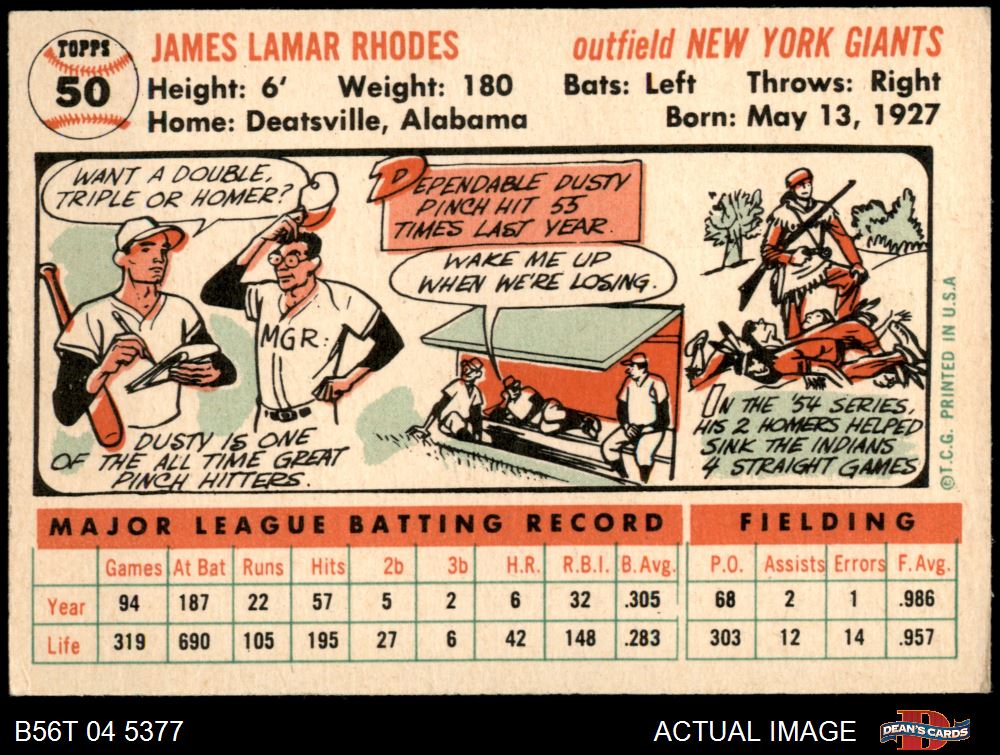 TOPPS
50
JAMES LAMAR RHODES
outfield NEW YORK GIANTS
Height: 6' Weight: 180 Bats: Left Throws: Right
Home: Deatsville, Alabama Born: May 13, 1927
WANT A DOUBLE,
TRIPLE OR HOMER?
MGR:
DUSTY IS ONE
OF THE ALL TIME GREAT
PINCH HITTERS.
DEPENDABLE DUSTY
PINCH HIT 55
TIMES LAST YEAR.
WAKE ME UP
WHEN WE'RE LOSING.
IN THE '54 SERIES,
HIS 2 HOMERS HELPED
SINK THE INDIANS
4 STRAIGHT GAMES
©T.C.G. PRINTED IN U.S.A
MAJOR LEAGUE BATTING RECORD FIELDING
Games At Bat Runs Hits 2b 3b H.R. R.B.I. B.Avg. P.O. Assists Errors F. Avg.
Year 94 187 22 57 5 2 6 32 .305 68 2 1 .986
Life 319 690 105 195 27 6 42 148 .283 303 12 14 .957
B56T 04 5377
ACTUAL IMAGE
D
DEAN'S CARDS